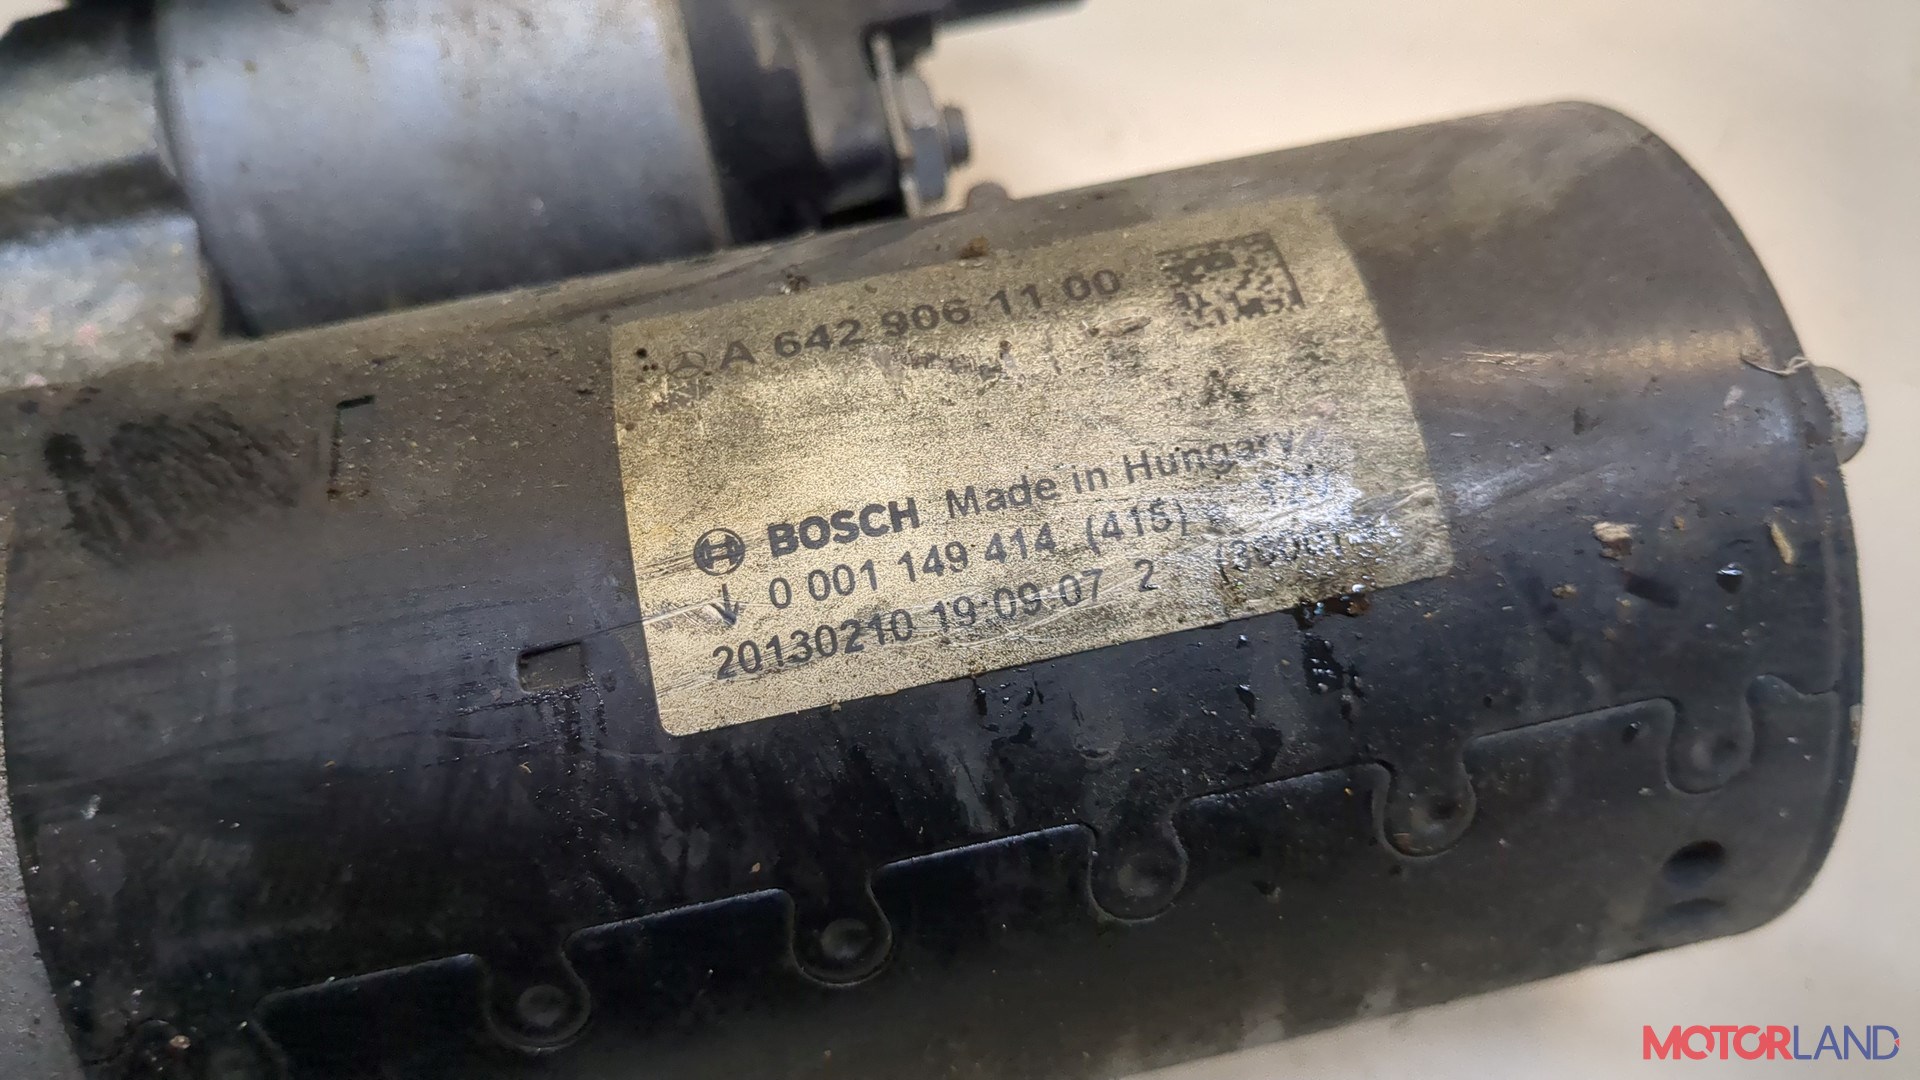 A 642 906 11 00
BOSCH Made in Hungary
0 001 149 414 (415)
20130210 19:09:07 2
MOTORLAND